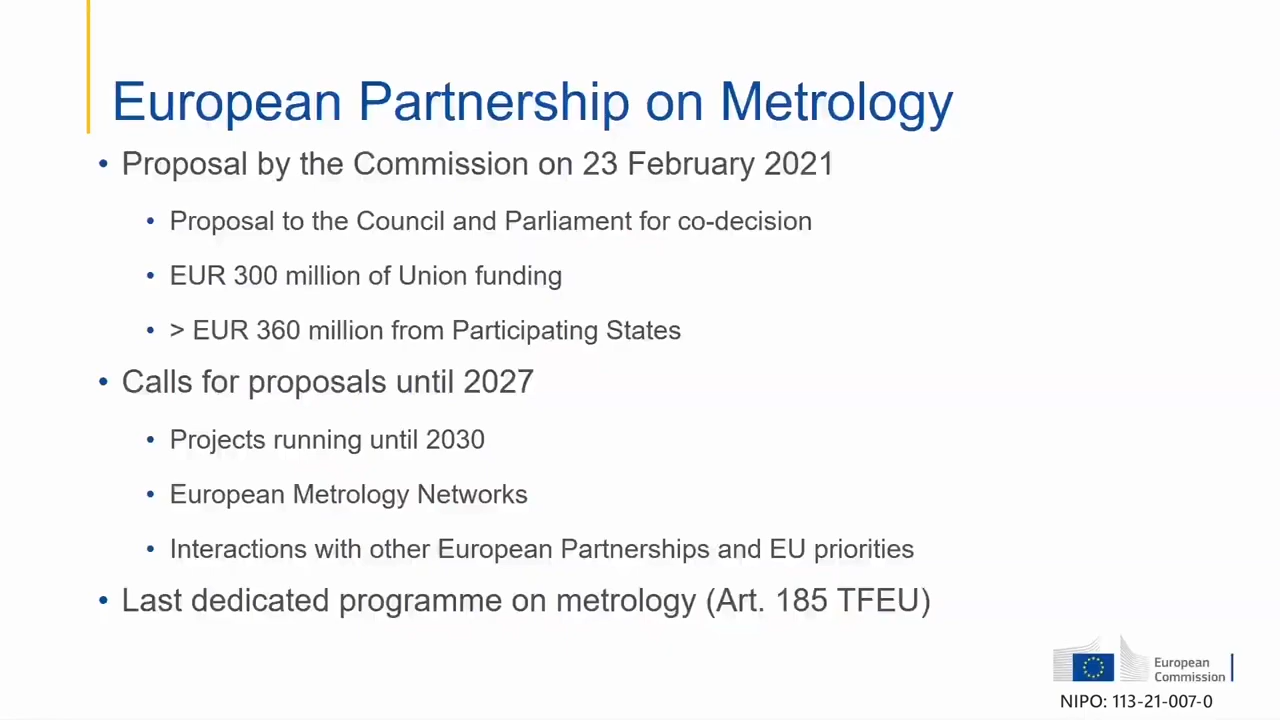 European Partnership on Metrology
• Proposal by the Commission on 23 February 2021
• Proposal to the Council and Parliament for co-decision
• EUR 300 million of Union funding
• > EUR 360 million from Participating States
• Calls for proposals until 2027
• Projects running until 2030
• European Metrology Networks
• Interactions with other European Partnerships and EU priorities
• Last dedicated programme on metrology (Art. 185 TFEU)
European
Commission
NIPO: 113-21-007-0